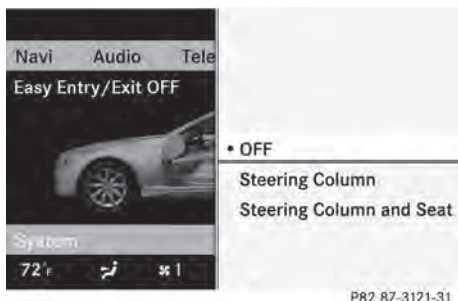 Navi Audio Tele
Easy Entry/Exit OFF
• OFF
Steering Column
Steering Column and Seat
System
72°F 1
P82.87-3121-31